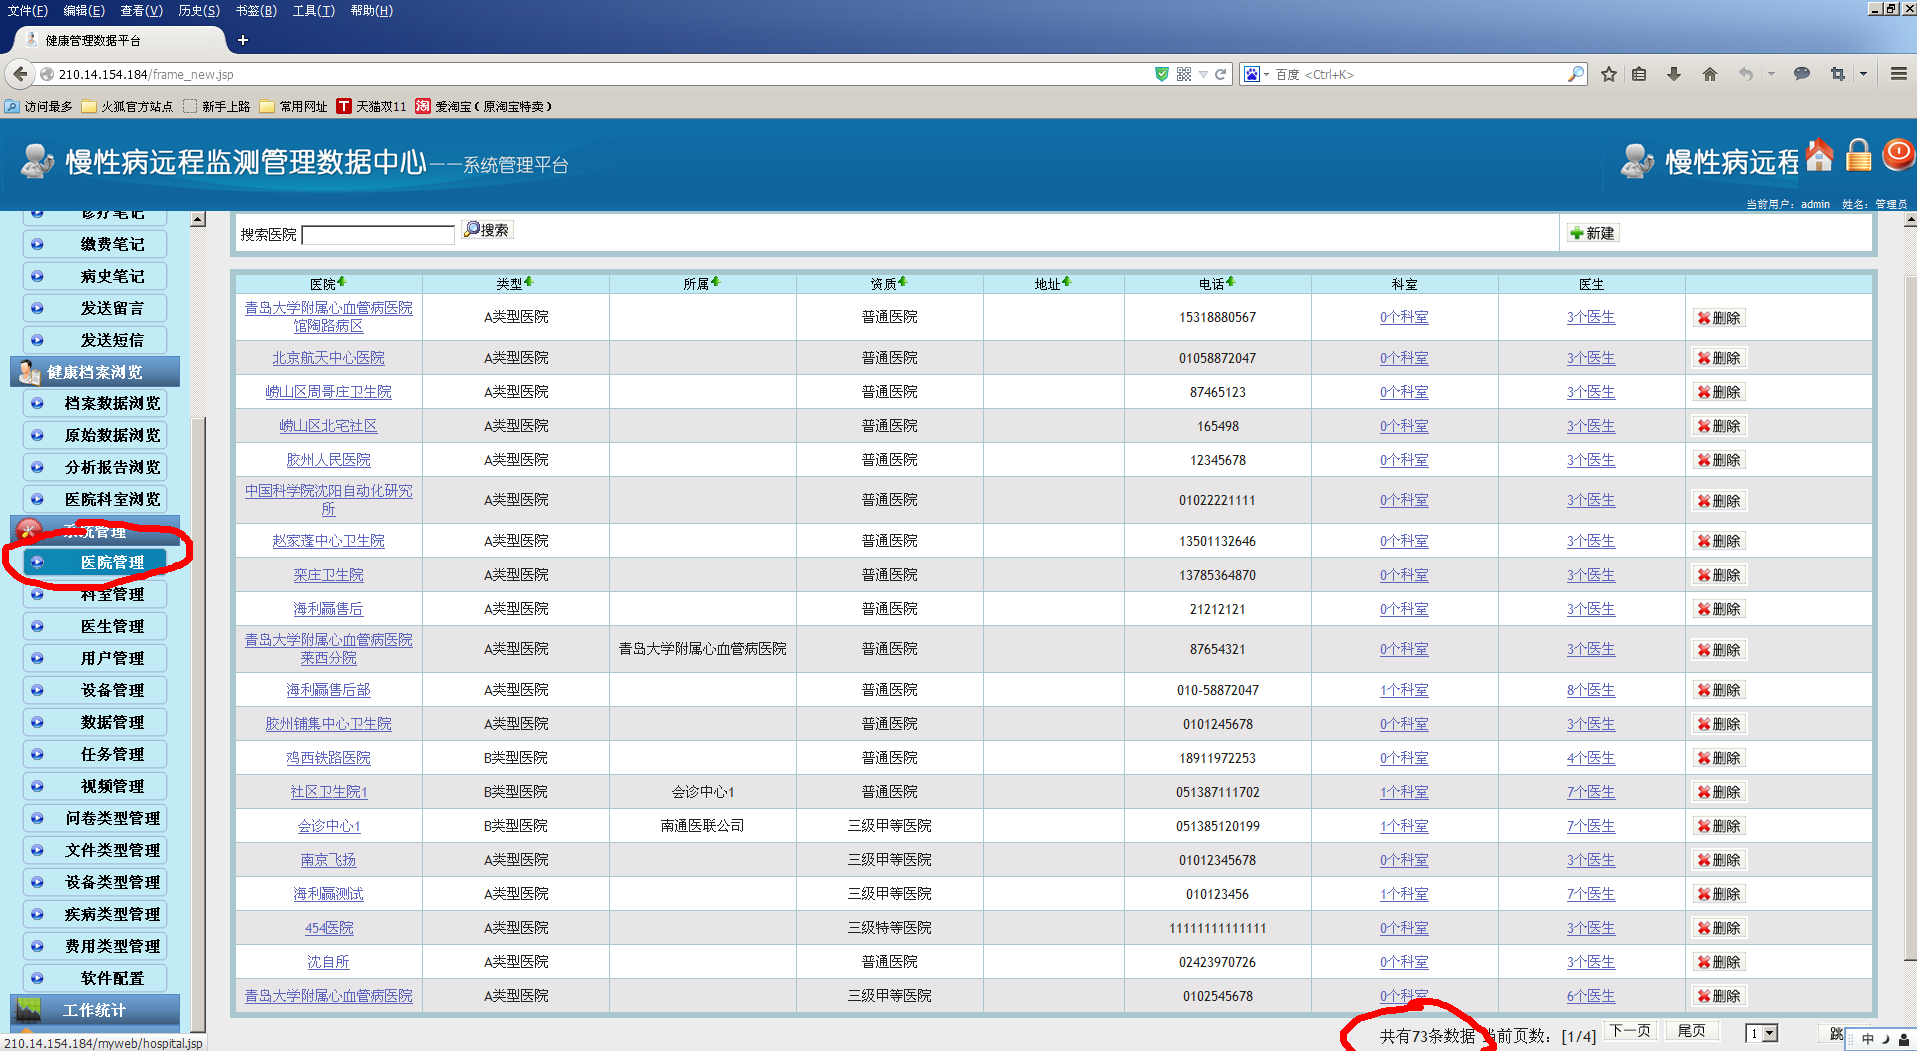 文件(F) 编辑(E) 查看(V) 历史(S) 书签(B) 工具(T) 帮助(H)
健康管理数据平台
210.14.154.184/frame_new.jsp
百度 <Ctrl+K>
访问最多 火狐官方站点 新手上路 常用网址 T 天猫双11 淘 爱淘宝(原淘宝特卖)
慢性病远程监测管理数据中心——系统管理平台
慢性病远程
当前用户: admin 姓名: 管理员
诊疗笔记
缴费笔记
病史笔记
发送留言
发送短信
健康档案浏览
档案数据浏览
原始数据浏览
分析报告浏览
医院科室浏览
系统管理
医院管理
科室管理
医生管理
用户管理
设备管理
数据管理
任务管理
视频管理
问卷类型管理
文件类型管理
设备类型管理
疾病类型管理
费用类型管理
软件配置
工作统计
210.14.154.184/myweb/hospital.jsp
搜索医院 搜索 新建
医院 类型 所属 资质 地址 电话 科室 医生
青岛大学附属心血管病医院
馆陶路病区 A类型医院 普通医院 15318880567 0个科室 3个医生 删除
北京航天中心医院 A类型医院 普通医院 01058872047 0个科室 3个医生 删除
崂山区周哥庄卫生院 A类型医院 普通医院 87465123 0个科室 3个医生 删除
崂山区北宅社区 A类型医院 普通医院 165498 0个科室 3个医生 删除
胶州人民医院 A类型医院 普通医院 12345678 0个科室 3个医生 删除
中国科学院沈阳自动化研究
所 A类型医院 普通医院 01022221111 0个科室 3个医生 删除
赵家蓬中心卫生院 A类型医院 普通医院 13501132646 0个科室 3个医生 删除
栾庄卫生院 A类型医院 普通医院 13785364870 0个科室 3个医生 删除
海利赢售后 A类型医院 普通医院 21212121 0个科室 3个医生 删除
青岛大学附属心血管病医院
莱西分院 A类型医院 青岛大学附属心血管病医院 普通医院 87654321 0个科室 3个医生 删除
海利赢售后部 A类型医院 普通医院 010-58872047 1个科室 8个医生 删除
胶州铺集中心卫生院 A类型医院 普通医院 0101245678 0个科室 3个医生 删除
鸡西铁路医院 B类型医院 普通医院 18911972253 0个科室 4个医生 删除
社区卫生院1 B类型医院 会诊中心1 普通医院 051387111702 1个科室 7个医生 删除
会诊中心1 B类型医院 南通医联公司 三级甲等医院 051385120199 1个科室 7个医生 删除
南京飞扬 A类型医院 三级甲等医院 01012345678 0个科室 3个医生 删除
海利赢测试 A类型医院 三级甲等医院 010123456 1个科室 7个医生 删除
454医院 A类型医院 三级特等医院 11111111111111 0个科室 3个医生 删除
沈自所 A类型医院 普通医院 02423970726 0个科室 3个医生 删除
青岛大学附属心血管病医院 A类型医院 三级甲等医院 0102545678 0个科室 6个医生 删除
共有73条数据 当前页数: [1/4] 下一页 尾页 1 跳
中